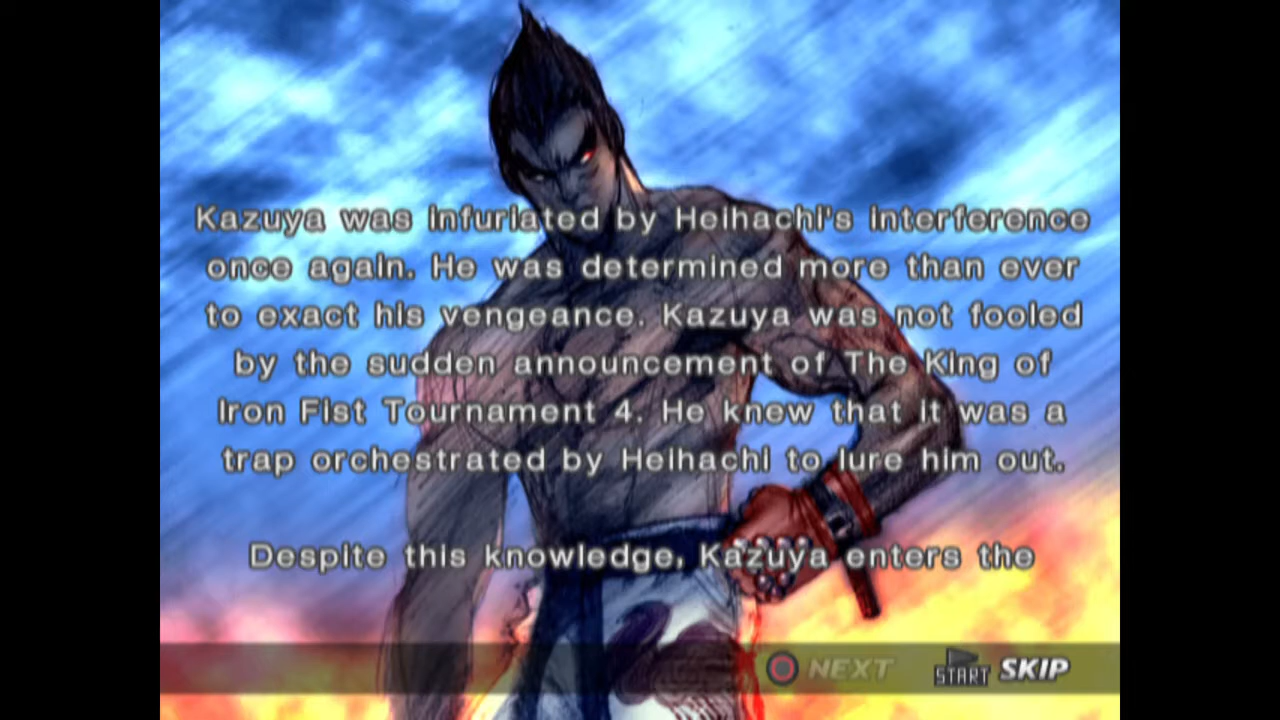 Kazuya was infuriated by Heihachi's interference
once again. He was determined more than ever
to exact his vengeance. Kazuya was not fooled
by the sudden announcement of The King of
Iron Fist Tournament 4. He knew that it was a
trap orchestrated by Heihachi to lure him out.
Despite this knowledge, Kazuya enters the
NEXT START SKIP